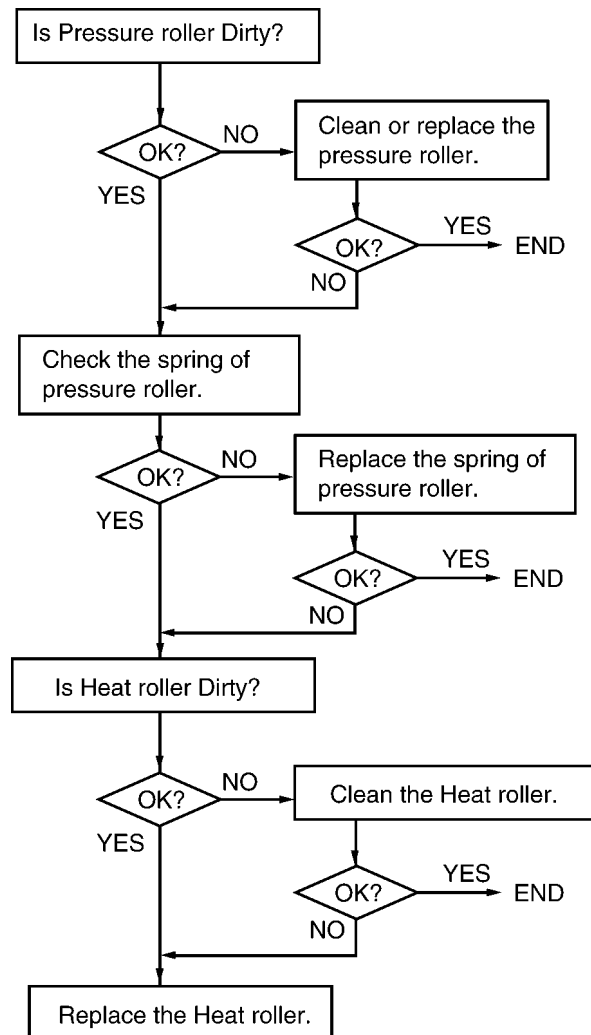 Is Pressure roller Dirty?
OK?
NO
YES
Clean or replace the
pressure roller.
OK?
YES
END
NO
Check the spring of
pressure roller.
OK?
NO
YES
Replace the spring of
pressure roller.
OK?
YES
END
NO
Is Heat roller Dirty?
OK?
NO
YES
Clean the Heat roller.
OK?
YES
END
NO
Replace the Heat roller.